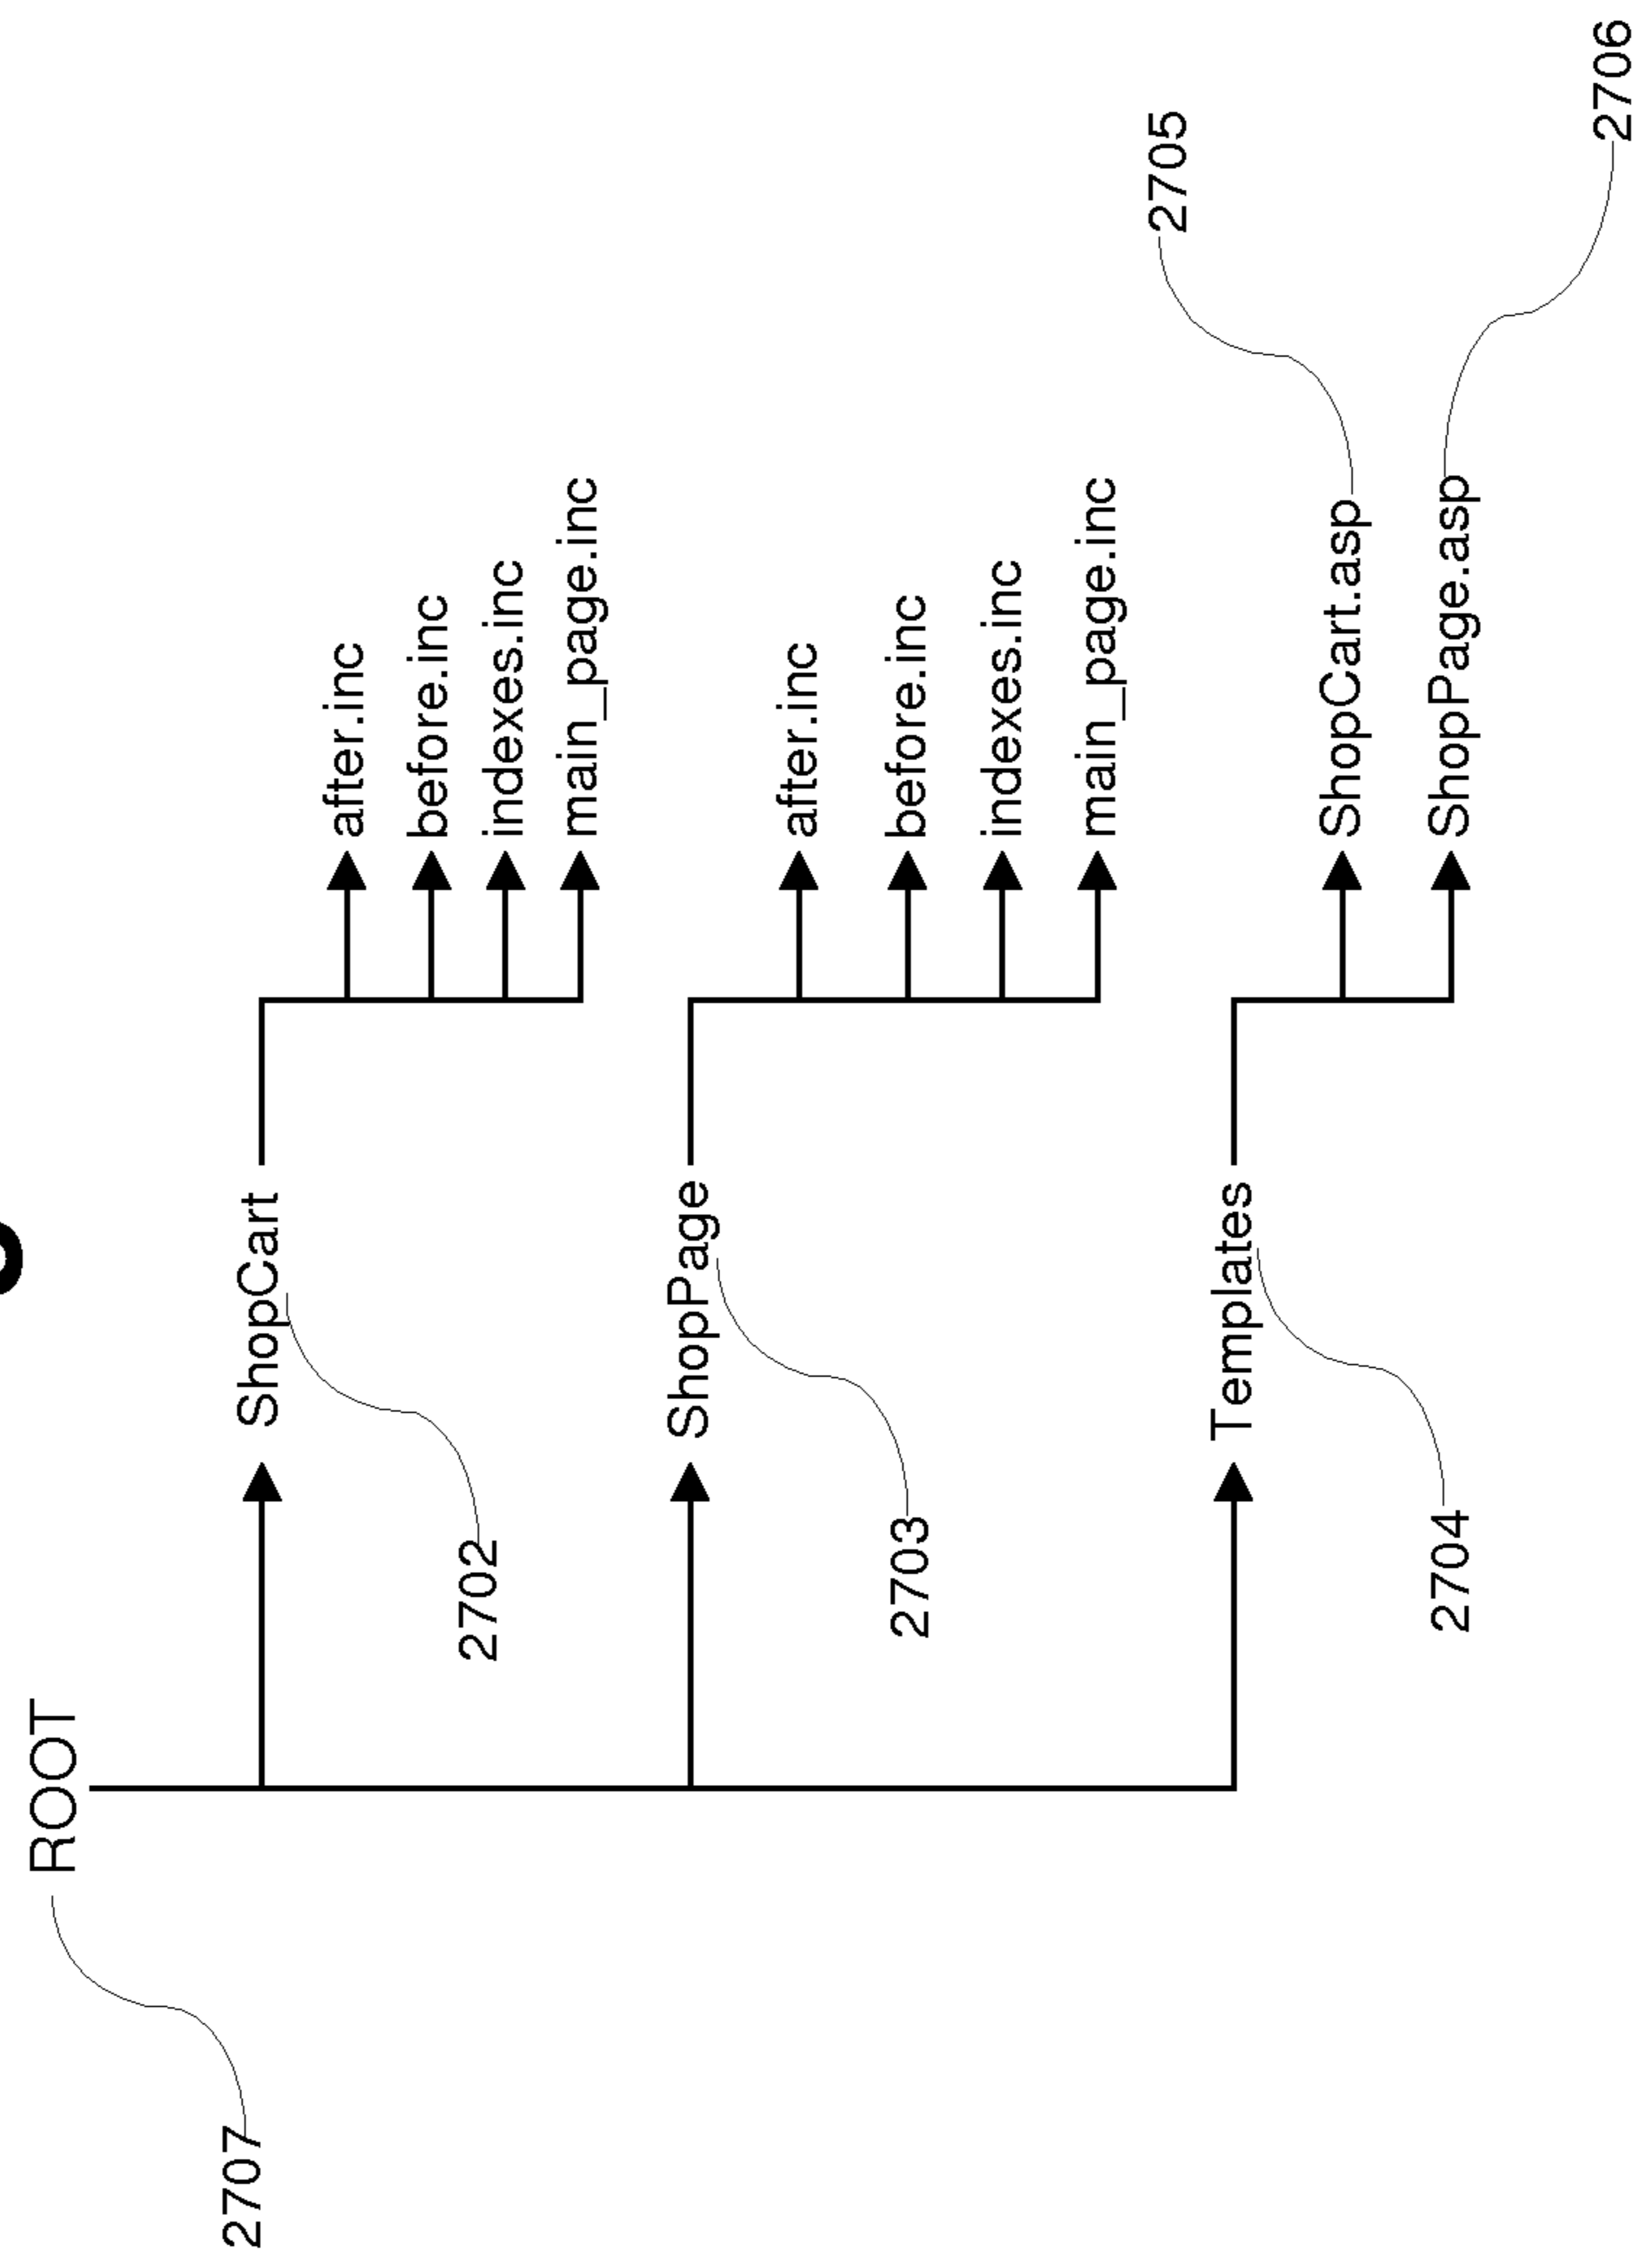 ROOT
2707
ShopCart
2702
after.inc
before.inc
indexes.inc
main_page.inc
ShopPage
2703
after.inc
before.inc
indexes.inc
main_page.inc
Templates
2704
ShopCart.asp
2705
ShopPage.asp
2706